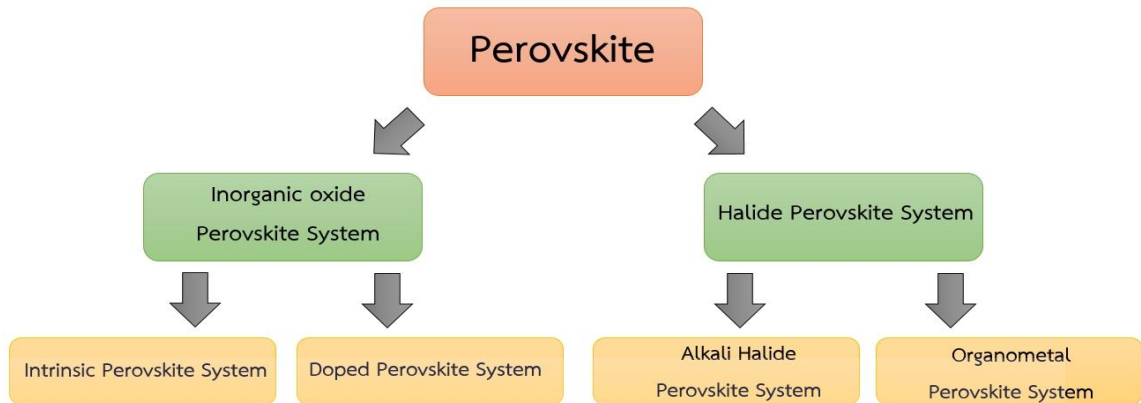 Perovskite
Inorganic oxide
Perovskite System
Halide Perovskite System
Intrinsic Perovskite System
Doped Perovskite System
Alkali Halide
Perovskite System
Organometal
Perovskite System